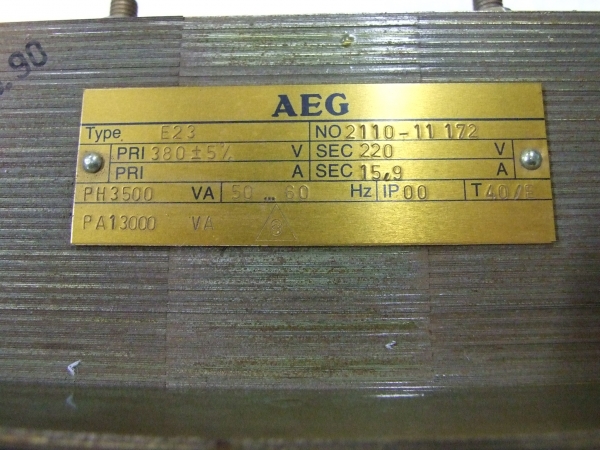 .90
AEG
Type E23 NO 2110-11 172
PRI 380±5% V SEC 220 V
PRI A SEC 15,9 A
PH 3500 VA 50 ... 60 Hz IP 00 T40/E
PA 13000 VA